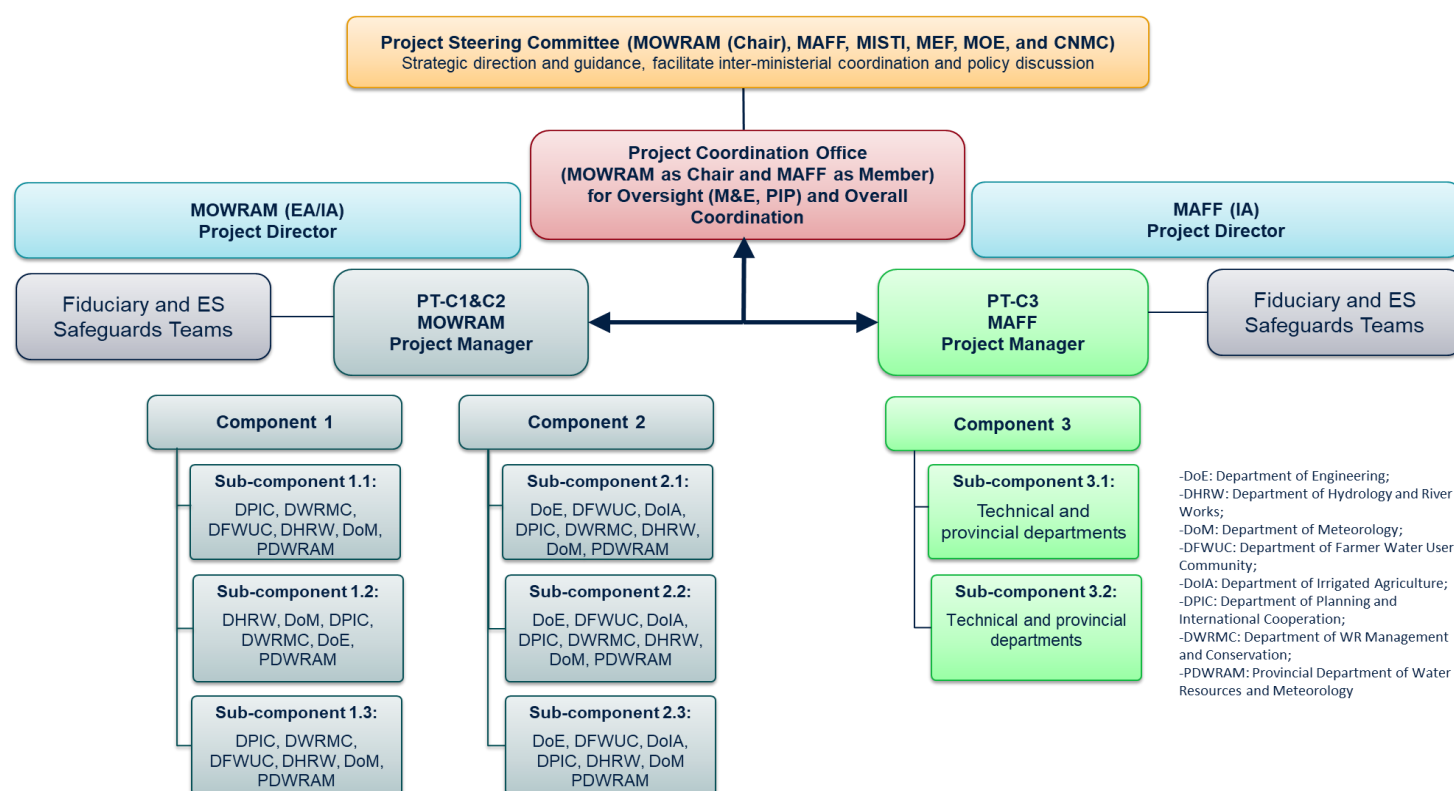 Project Steering Committee (MOWRAM (Chair), MAFF, MISTI, MEF, MOE, and CNMC)
Strategic direction and guidance, facilitate inter-ministerial coordination and policy discussion
Project Coordination Office
(MOWRAM as Chair and MAFF as Member)
for Oversight (M&E, PIP) and Overall
Coordination
MOWRAM (EA/IA)
Project Director
MAFF (IA)
Project Director
Fiduciary and ES
Safeguards Teams
PT-C1&C2
MOWRAM
Project Manager
PT-C3
MAFF
Project Manager
Fiduciary and ES
Safeguards Teams
Component 1
Sub-component 1.1:
DPIC, DWRMC,
DFWUC, DHRW, DoM,
PDWRAM
Sub-component 1.2:
DHRW, DoM, DPIC,
DWRMC, DoE,
PDWRAM
Sub-component 1.3:
DPIC, DWRMC,
DFWUC, DHRW, DoM,
PDWRAM
Component 2
Sub-component 2.1:
DoE, DFWUC, DoIA,
DPIC, DWRMC, DHRW,
DoM, PDWRAM
Sub-component 2.2:
DoE, DFWUC, DoIA,
DPIC, DWRMC, DHRW,
DoM, PDWRAM
Sub-component 2.3:
DoE, DFWUC, DoIA,
DPIC, DHRW, DoM
PDWRAM
Component 3
Sub-component 3.1:
Technical and
provincial departments
Sub-component 3.2:
Technical and provincial
departments
-DoE: Department of Engineering;
-DHRW: Department of Hydrology and River
Works;
-DoM: Department of Meteorology;
-DFWUC: Department of Farmer Water User
Community;
-DoIA: Department of Irrigated Agriculture;
-DPIC: Department of Planning and
International Cooperation;
-DWRMC: Department of WR Management
and Conservation;
-PDWRAM: Provincial Department of Water
Resources and Meteorology